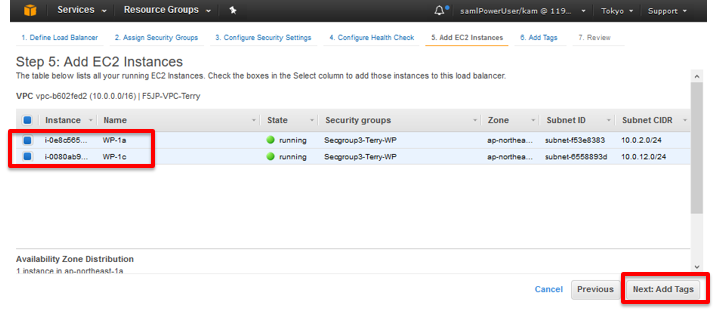 Services Resource Groups samlPowerUser/kam @ 119... Tokyo Support
1. Define Load Balancer 2. Assign Security Groups 3. Configure Security Settings 4. Configure Health Check 5. Add EC2 Instances 6. Add Tags 7. Review
Step 5: Add EC2 Instances
The table below lists all your running EC2 Instances. Check the boxes in the Select column to add those instances to this load balancer.
VPC vpc-b602fed2 (10.0.0.0/16) | F5JP-VPC-Terry
Instance Name State Security groups Zone Subnet ID Subnet CIDR
i-0e8c565... WP-1a running Secgroup3-Terry-WP ap-northea... subnet-f53e8383 10.0.2.0/24
i-0080ab9... WP-1c running Secgroup3-Terry-WP ap-northea... subnet-6558893d 10.0.12.0/24
Availability Zone Distribution
1 instance in ap-northeast-1a
Cancel Previous Next: Add Tags